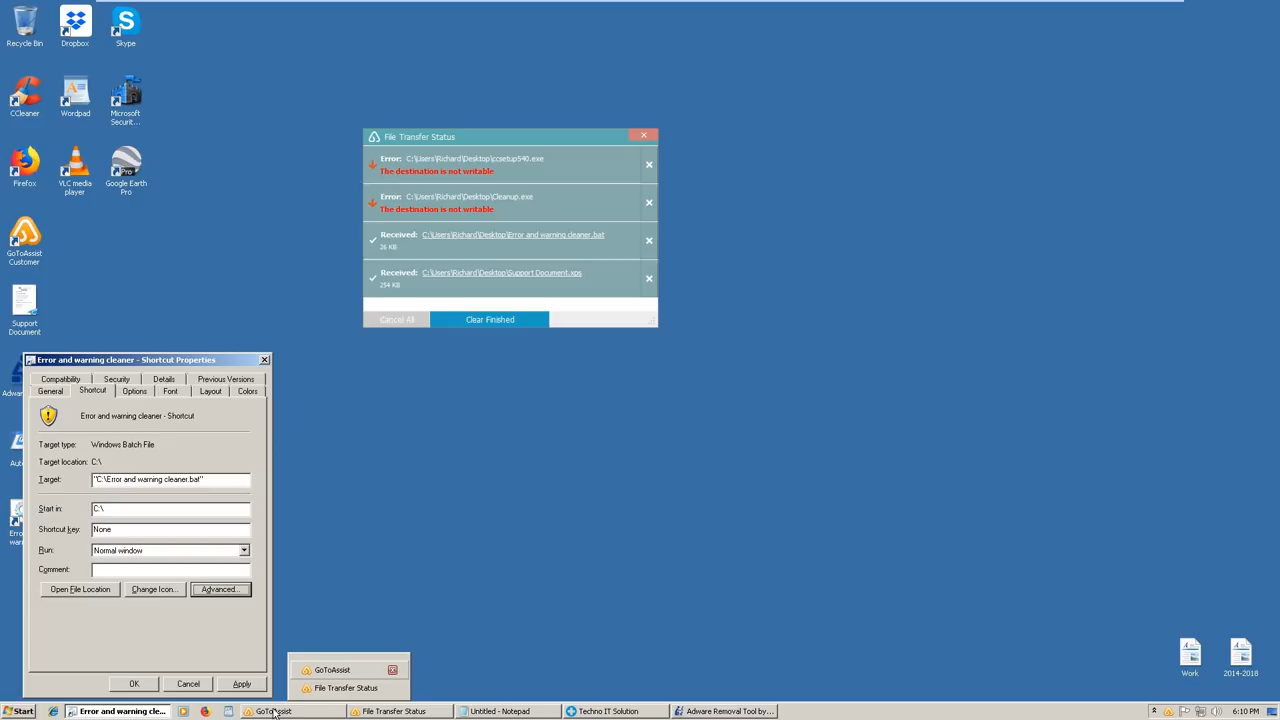 Recycle Bin
Dropbox
Skype
CCleaner
Wordpad
Microsoft
Securit...
Firefox
VLC media
player
Google Earth
Pro
GoToAssist
Customer
Support
Document
File Transfer Status
Error: C:\Users\Richard\Desktop\ccsetup540.exe
The destination is not writable
Error: C:\Users\Richard\Desktop\Cleanup.exe
The destination is not writable
Received: C:\Users\Richard\Desktop\Error and warning cleaner.bat
26 KB
Received: C:\Users\Richard\Desktop\Support Document.xps
254 KB
Cancel All
Clear Finished
Error and warning cleaner - Shortcut Properties
Compatibility Security Details Previous Versions
General Shortcut Options Font Layout Colors
Error and warning cleaner - Shortcut
Target type: Windows Batch File
Target location: C:\
Target: "C:\Error and warning cleaner.bat"
Start in: C:\
Shortcut key: None
Run: Normal window
Comment:
Open File Location Change Icon... Advanced...
OK Cancel Apply
GoToAssist
File Transfer Status
Work
2014-2018
Start
Error and warning cle...
GoToAssist
File Transfer Status
Untitled - Notepad
Techno IT Solution
Adware Removal Tool by...
6:10 PM